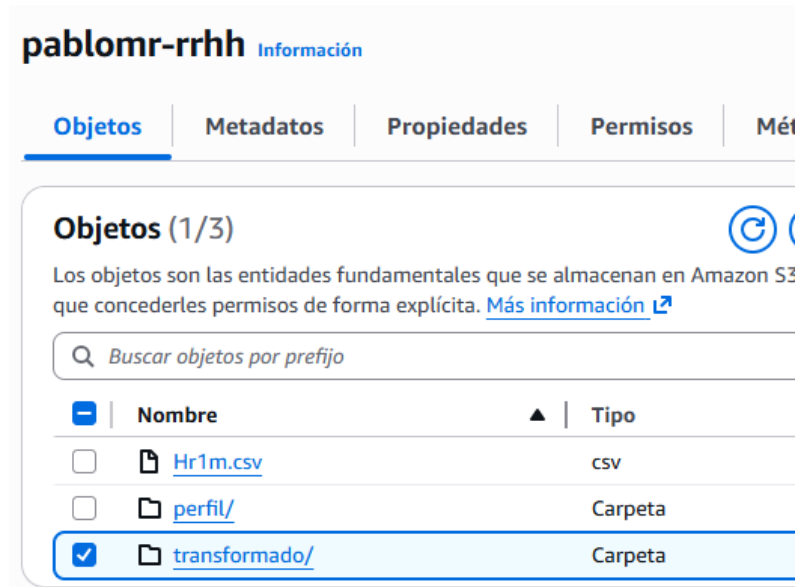 pablomr-rrhh Información
Objetos Metadatos Propiedades Permisos Mét
Objetos (1/3)
Los objetos son las entidades fundamentales que se almacenan en Amazon S3
que concederles permisos de forma explícita. Más información
Buscar objetos por prefijo
Nombre Tipo
Hr1m.csv csv
perfil/ Carpeta
transformado/ Carpeta